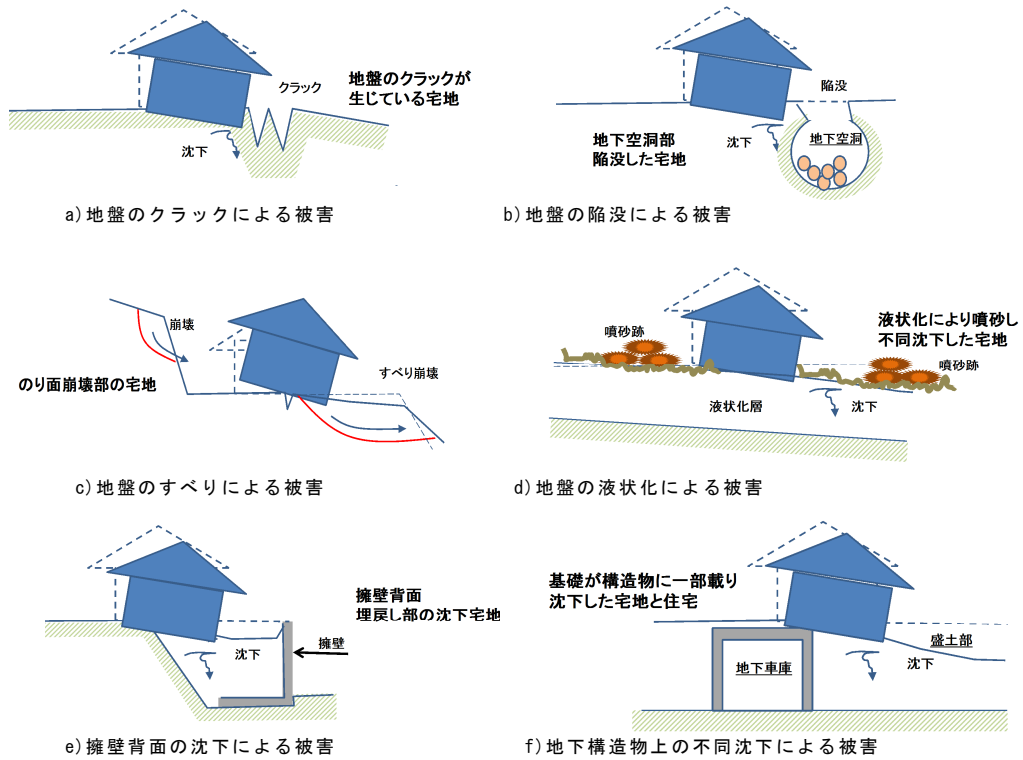 クラック
地盤のクラックが
生じている宅地
沈下
a)地盤のクラックによる被害
陥没
地下空洞部
陥没した宅地
沈下
地下空洞
b)地盤の陥没による被害
崩壊
のり面崩壊部の宅地
すべり崩壊
c)地盤のすべりによる被害
噴砂跡
液状化により噴砂し
不同沈下した宅地
噴砂跡
液状化層
沈下
d)地盤の液状化による被害
擁壁背面
埋戻し部の沈下宅地
沈下
擁壁
e)擁壁背面の沈下による被害
基礎が構造物に一部載り
沈下した宅地と住宅
盛土部
沈下
地下車庫
f)地下構造物上の不同沈下による被害